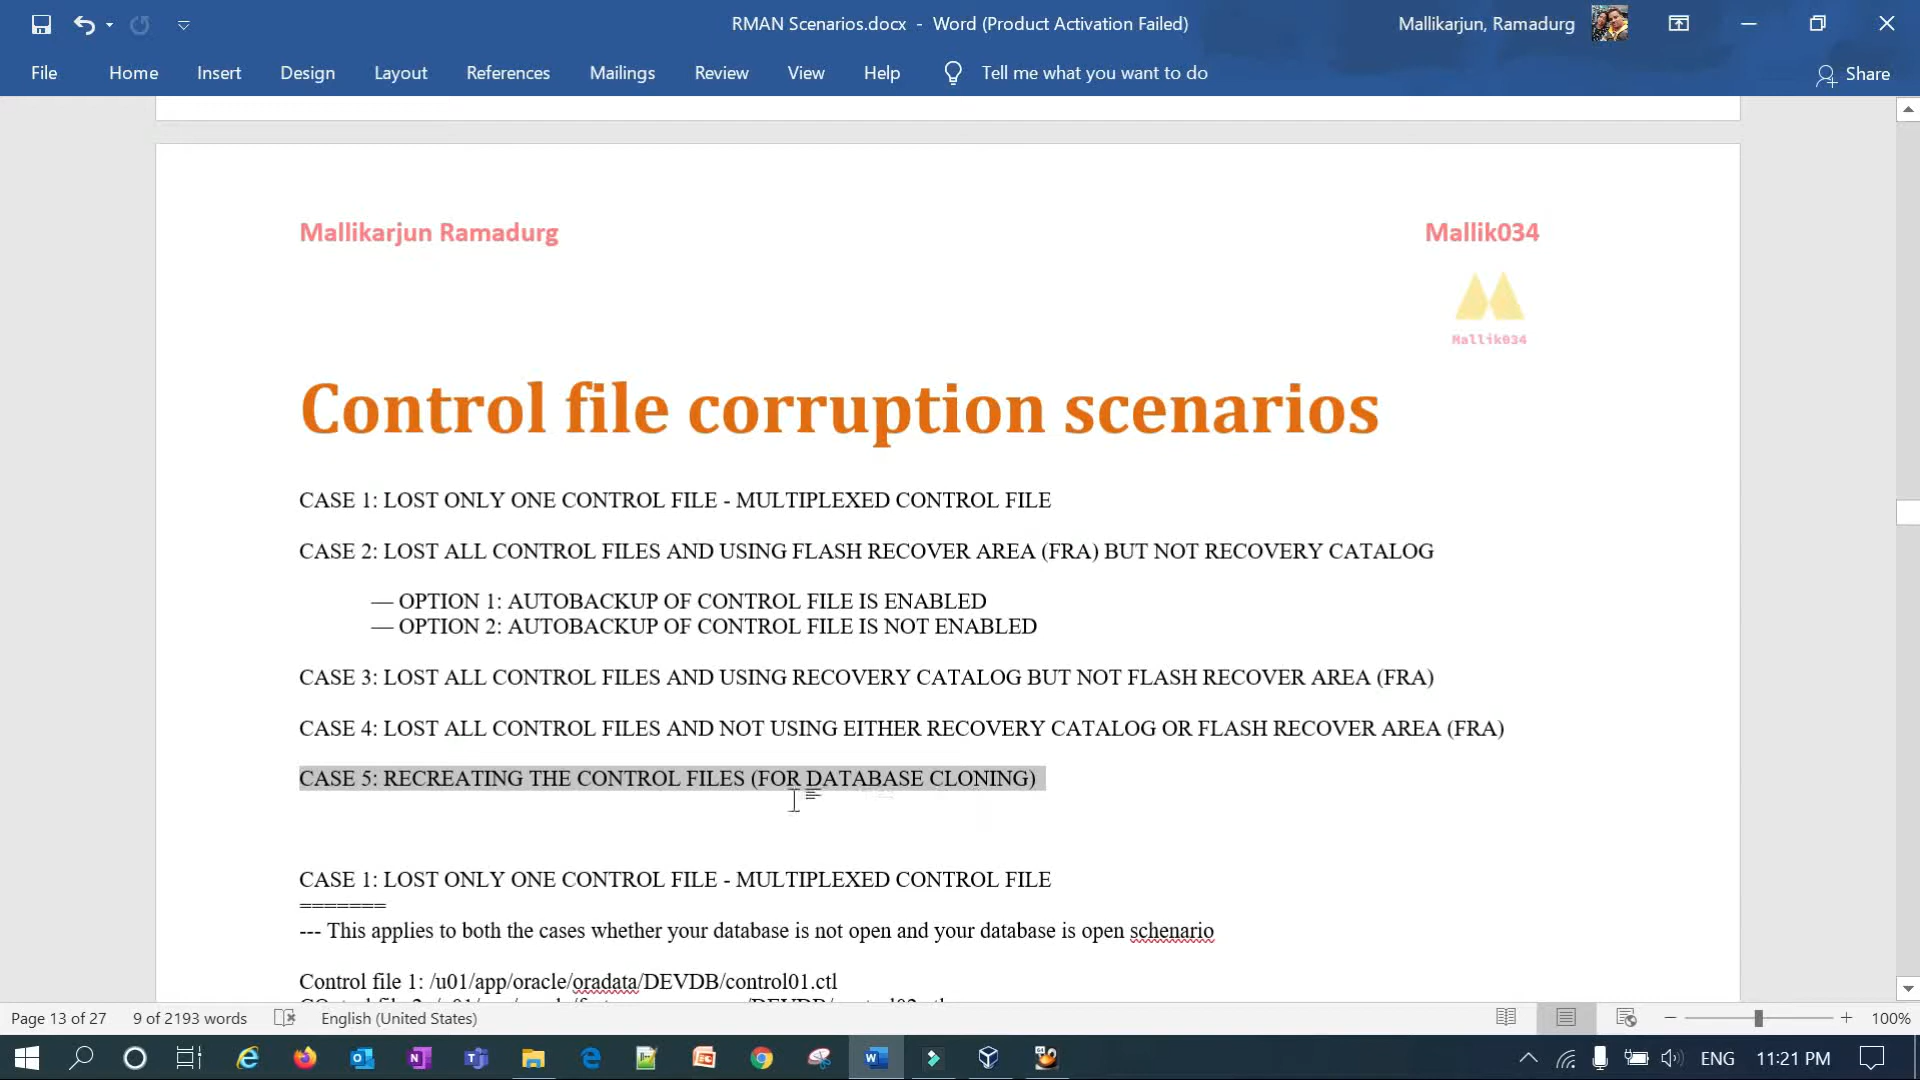 RMAN Scenarios.docx - Word (Product Activation Failed)
Mallikarjun, Ramadurg
File Home Insert Design Layout References Mailings Review View Help Tell me what you want to do Share
Mallikarjun Ramadurg
Mallik034
Mallik034
Control file corruption scenarios
CASE 1: LOST ONLY ONE CONTROL FILE - MULTIPLEXED CONTROL FILE
CASE 2: LOST ALL CONTROL FILES AND USING FLASH RECOVER AREA (FRA) BUT NOT RECOVERY CATALOG
— OPTION 1: AUTOBACKUP OF CONTROL FILE IS ENABLED
— OPTION 2: AUTOBACKUP OF CONTROL FILE IS NOT ENABLED
CASE 3: LOST ALL CONTROL FILES AND USING RECOVERY CATALOG BUT NOT FLASH RECOVER AREA (FRA)
CASE 4: LOST ALL CONTROL FILES AND NOT USING EITHER RECOVERY CATALOG OR FLASH RECOVER AREA (FRA)
CASE 5: RECREATING THE CONTROL FILES (FOR DATABASE CLONING)
CASE 1: LOST ONLY ONE CONTROL FILE - MULTIPLEXED CONTROL FILE
=======
--- This applies to both the cases whether your database is not open and your database is open schenario
Control file 1: /u01/app/oracle/oradata/DEVDB/control01.ctl
Page 13 of 27 9 of 2193 words English (United States) 100%
ENG 11:21 PM